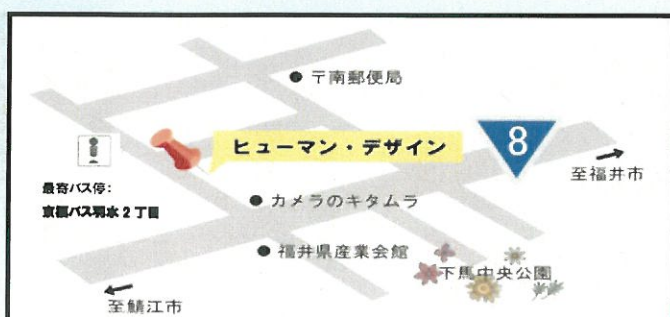 〒南郵便局
ヒューマン・デザイン
8
至福井市
最寄バス停:
京福バス羽水2丁目
カメラのキタムラ
福井県産業会館
下馬中央公園
至鯖江市